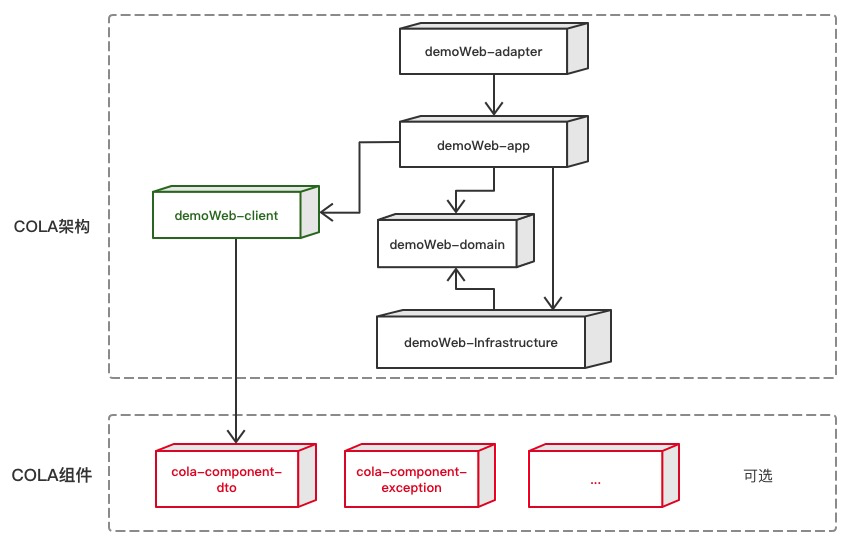 demoWeb-adapter
demoWeb-app
demoWeb-client
COLA架构
demoWeb-domain
demoWeb-Infrastructure
COLA组件
cola-component-
dto
cola-component-
exception
...
可选